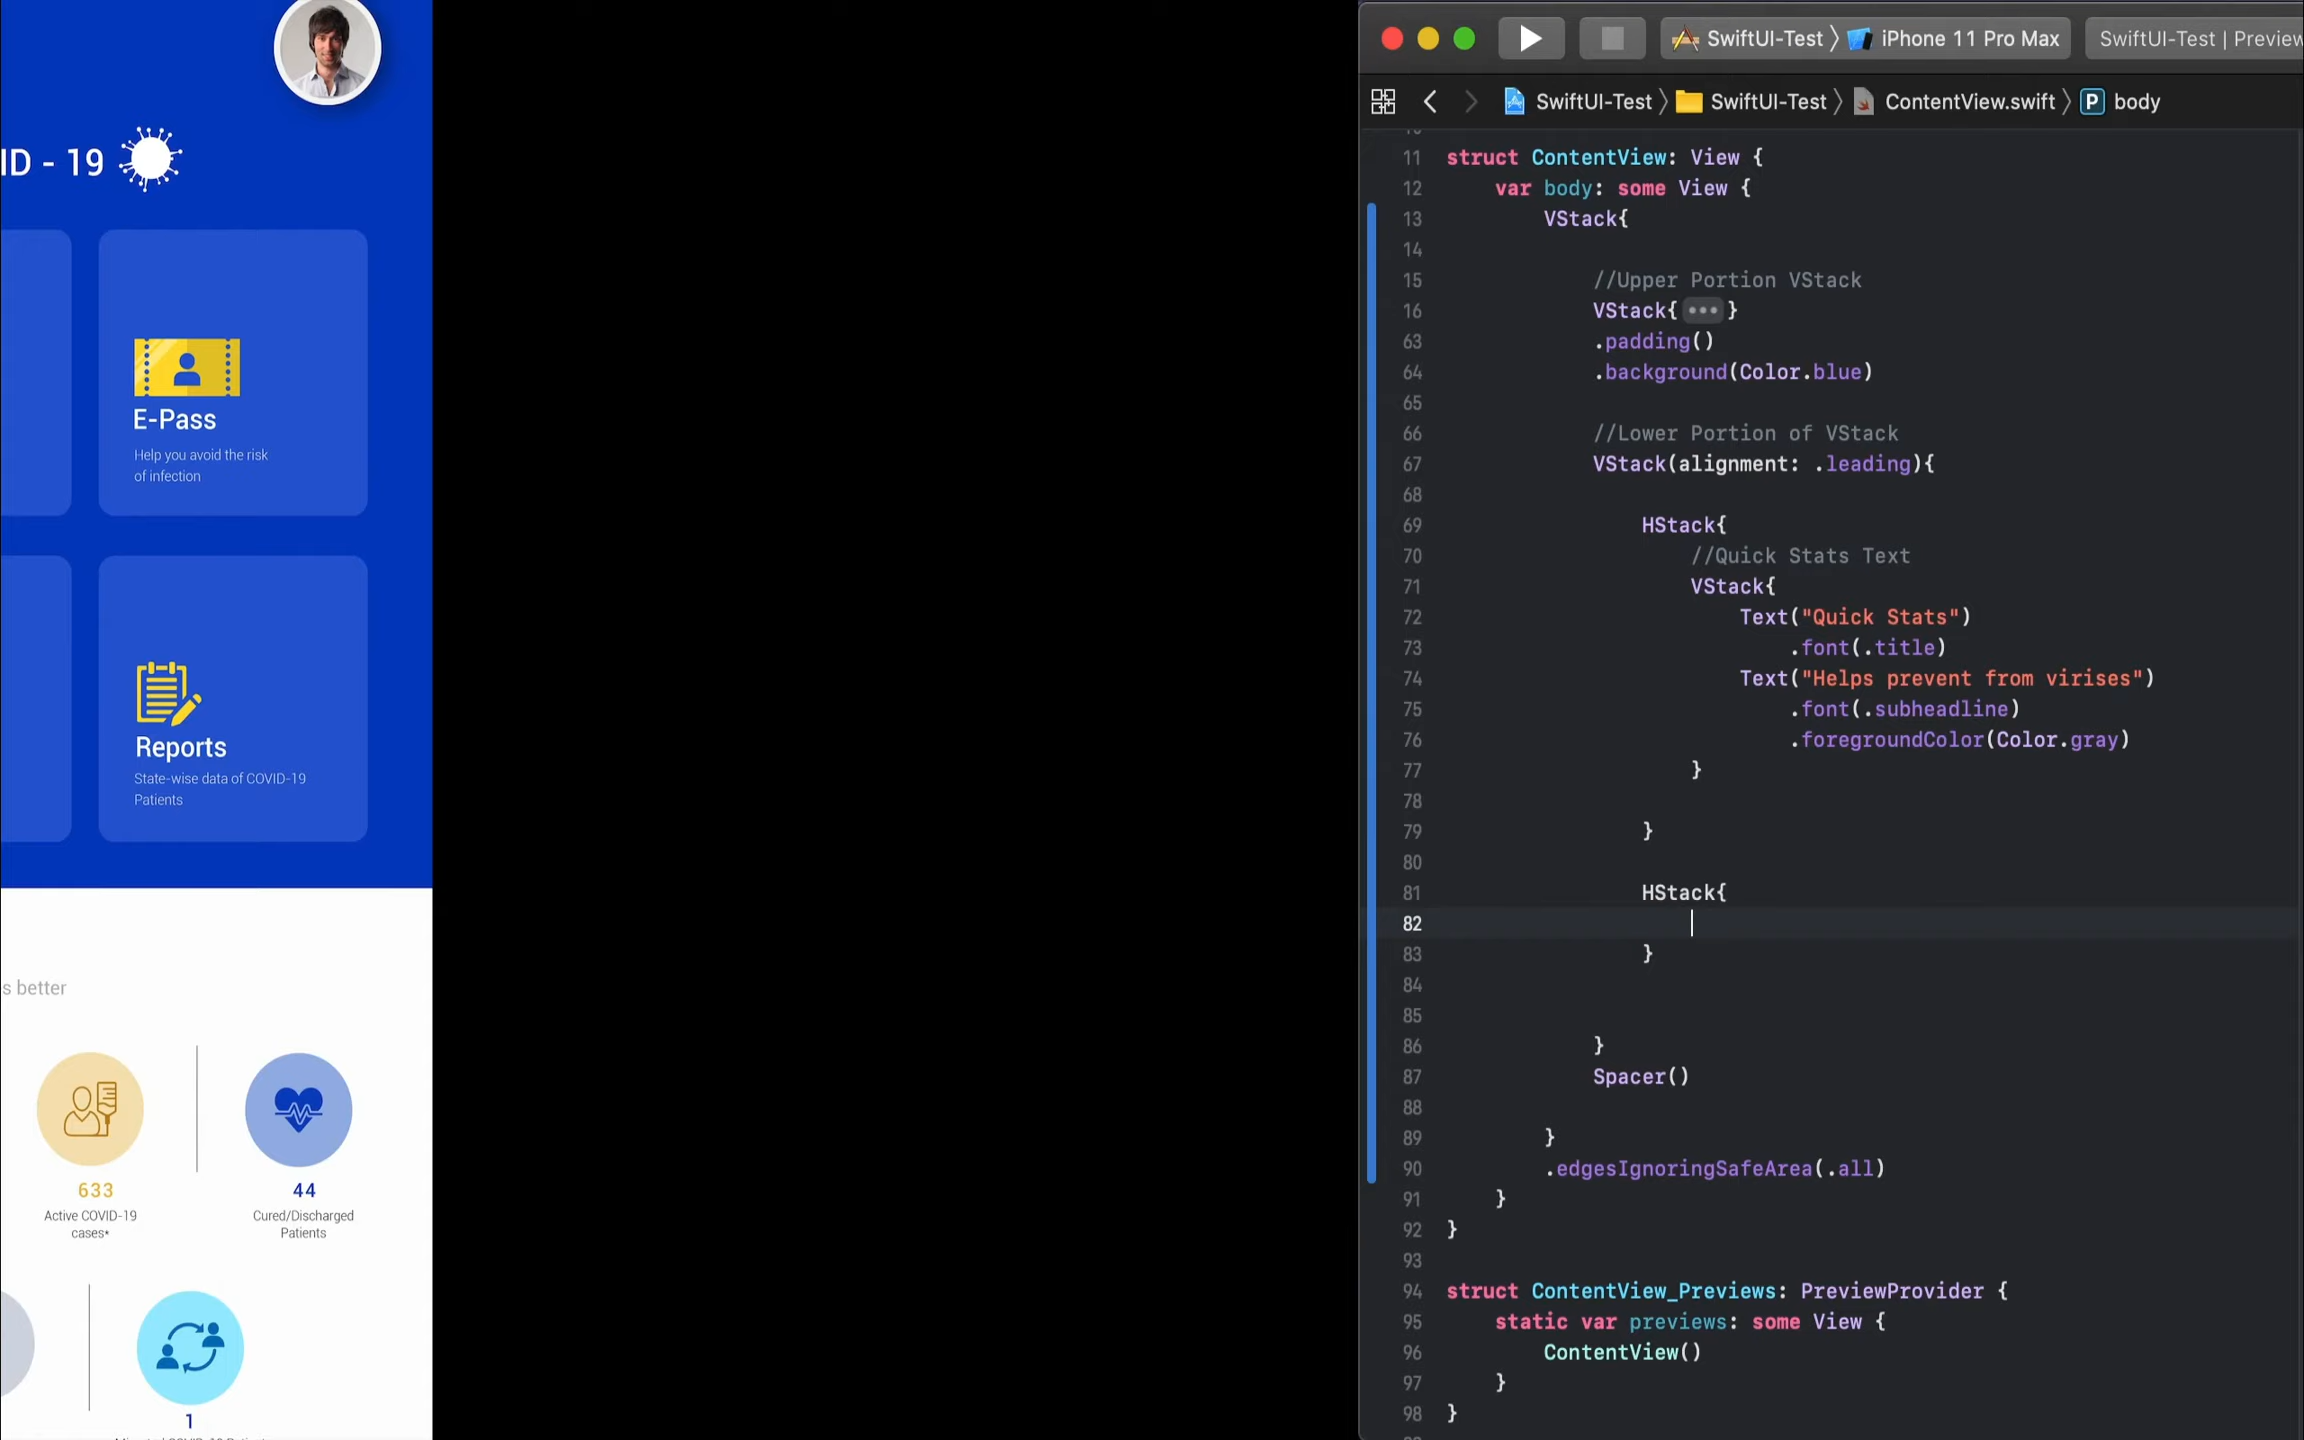 ID - 19
E-Pass
Help you avoid the risk
of infection
Reports
State-wise data of COVID-19
Patients
s better
633
Active COVID-19
cases*
44
Cured/Discharged
Patients
1
SwiftUI-Test 〉 iPhone 11 Pro Max
SwiftUI-Test | Preview
SwiftUI-Test 〉 SwiftUI-Test 〉 ContentView.swift 〉 P body
11 struct ContentView: View {
12 var body: some View {
13 VStack{
14
15 //Upper Portion VStack
16 VStack{ ••• }
63 .padding()
64 .background(Color.blue)
65
66 //Lower Portion of VStack
67 VStack(alignment: .leading){
68
69 HStack{
70 //Quick Stats Text
71 VStack{
72 Text("Quick Stats")
73 .font(.title)
74 Text("Helps prevent from virises")
75 .font(.subheadline)
76 .foregroundColor(Color.gray)
77 }
78
79 }
80
81 HStack{
82
83 }
84
85
86 }
87 Spacer()
88
89 }
90 .edgesIgnoringSafeArea(.all)
91 }
92 }
93
94 struct ContentView_Previews: PreviewProvider {
95 static var previews: some View {
96 ContentView()
97 }
98 }